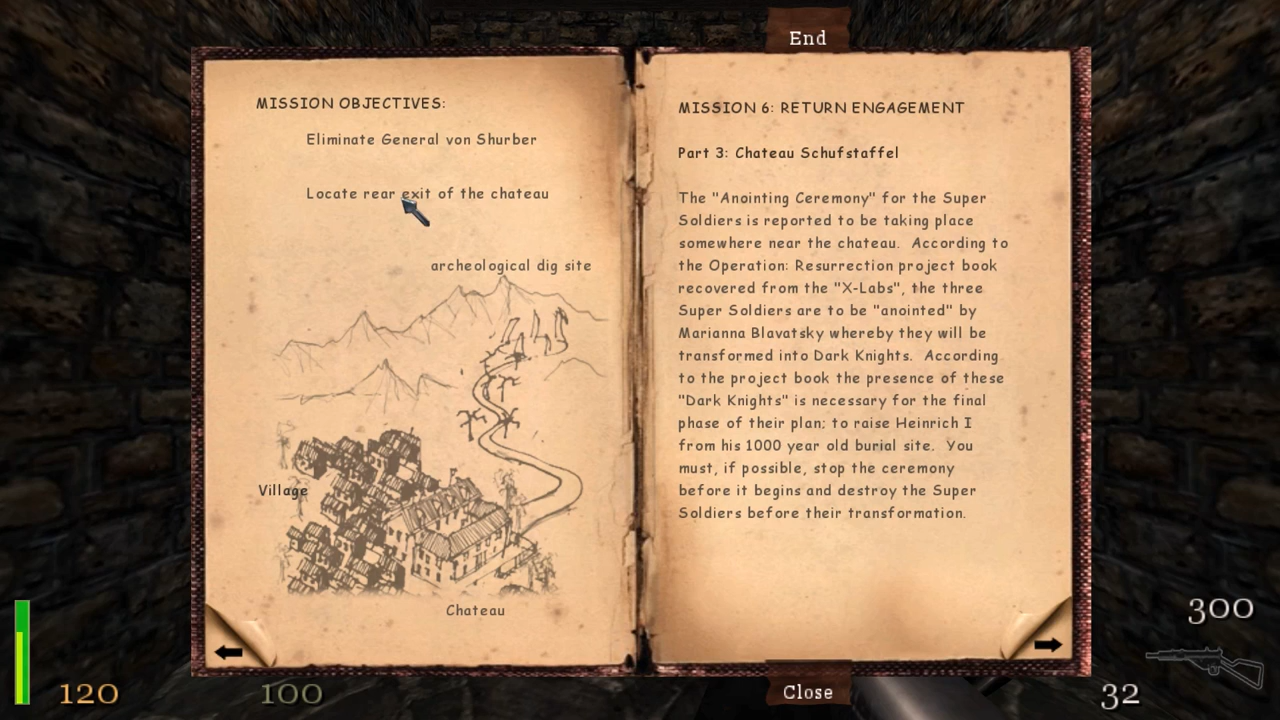 End
MISSION OBJECTIVES:
Eliminate General von Shurber
Locate rear exit of the chateau
archeological dig site
Village
Chateau
MISSION 6: RETURN ENGAGEMENT
Part 3: Chateau Schufstaffel
The "Anointing Ceremony" for the Super
Soldiers is reported to be taking place
somewhere near the chateau. According to
the Operation: Resurrection project book
recovered from the "X-Labs", the three
Super Soldiers are to be "anointed" by
Marianna Blavatsky whereby they will be
transformed into Dark Knights. According
to the project book the presence of these
"Dark Knights" is necessary for the final
phase of their plan; to raise Heinrich I
from his 1000 year old burial site. You
must, if possible, stop the ceremony
before it begins and destroy the Super
Soldiers before their transformation.
300
120
100
Close
32